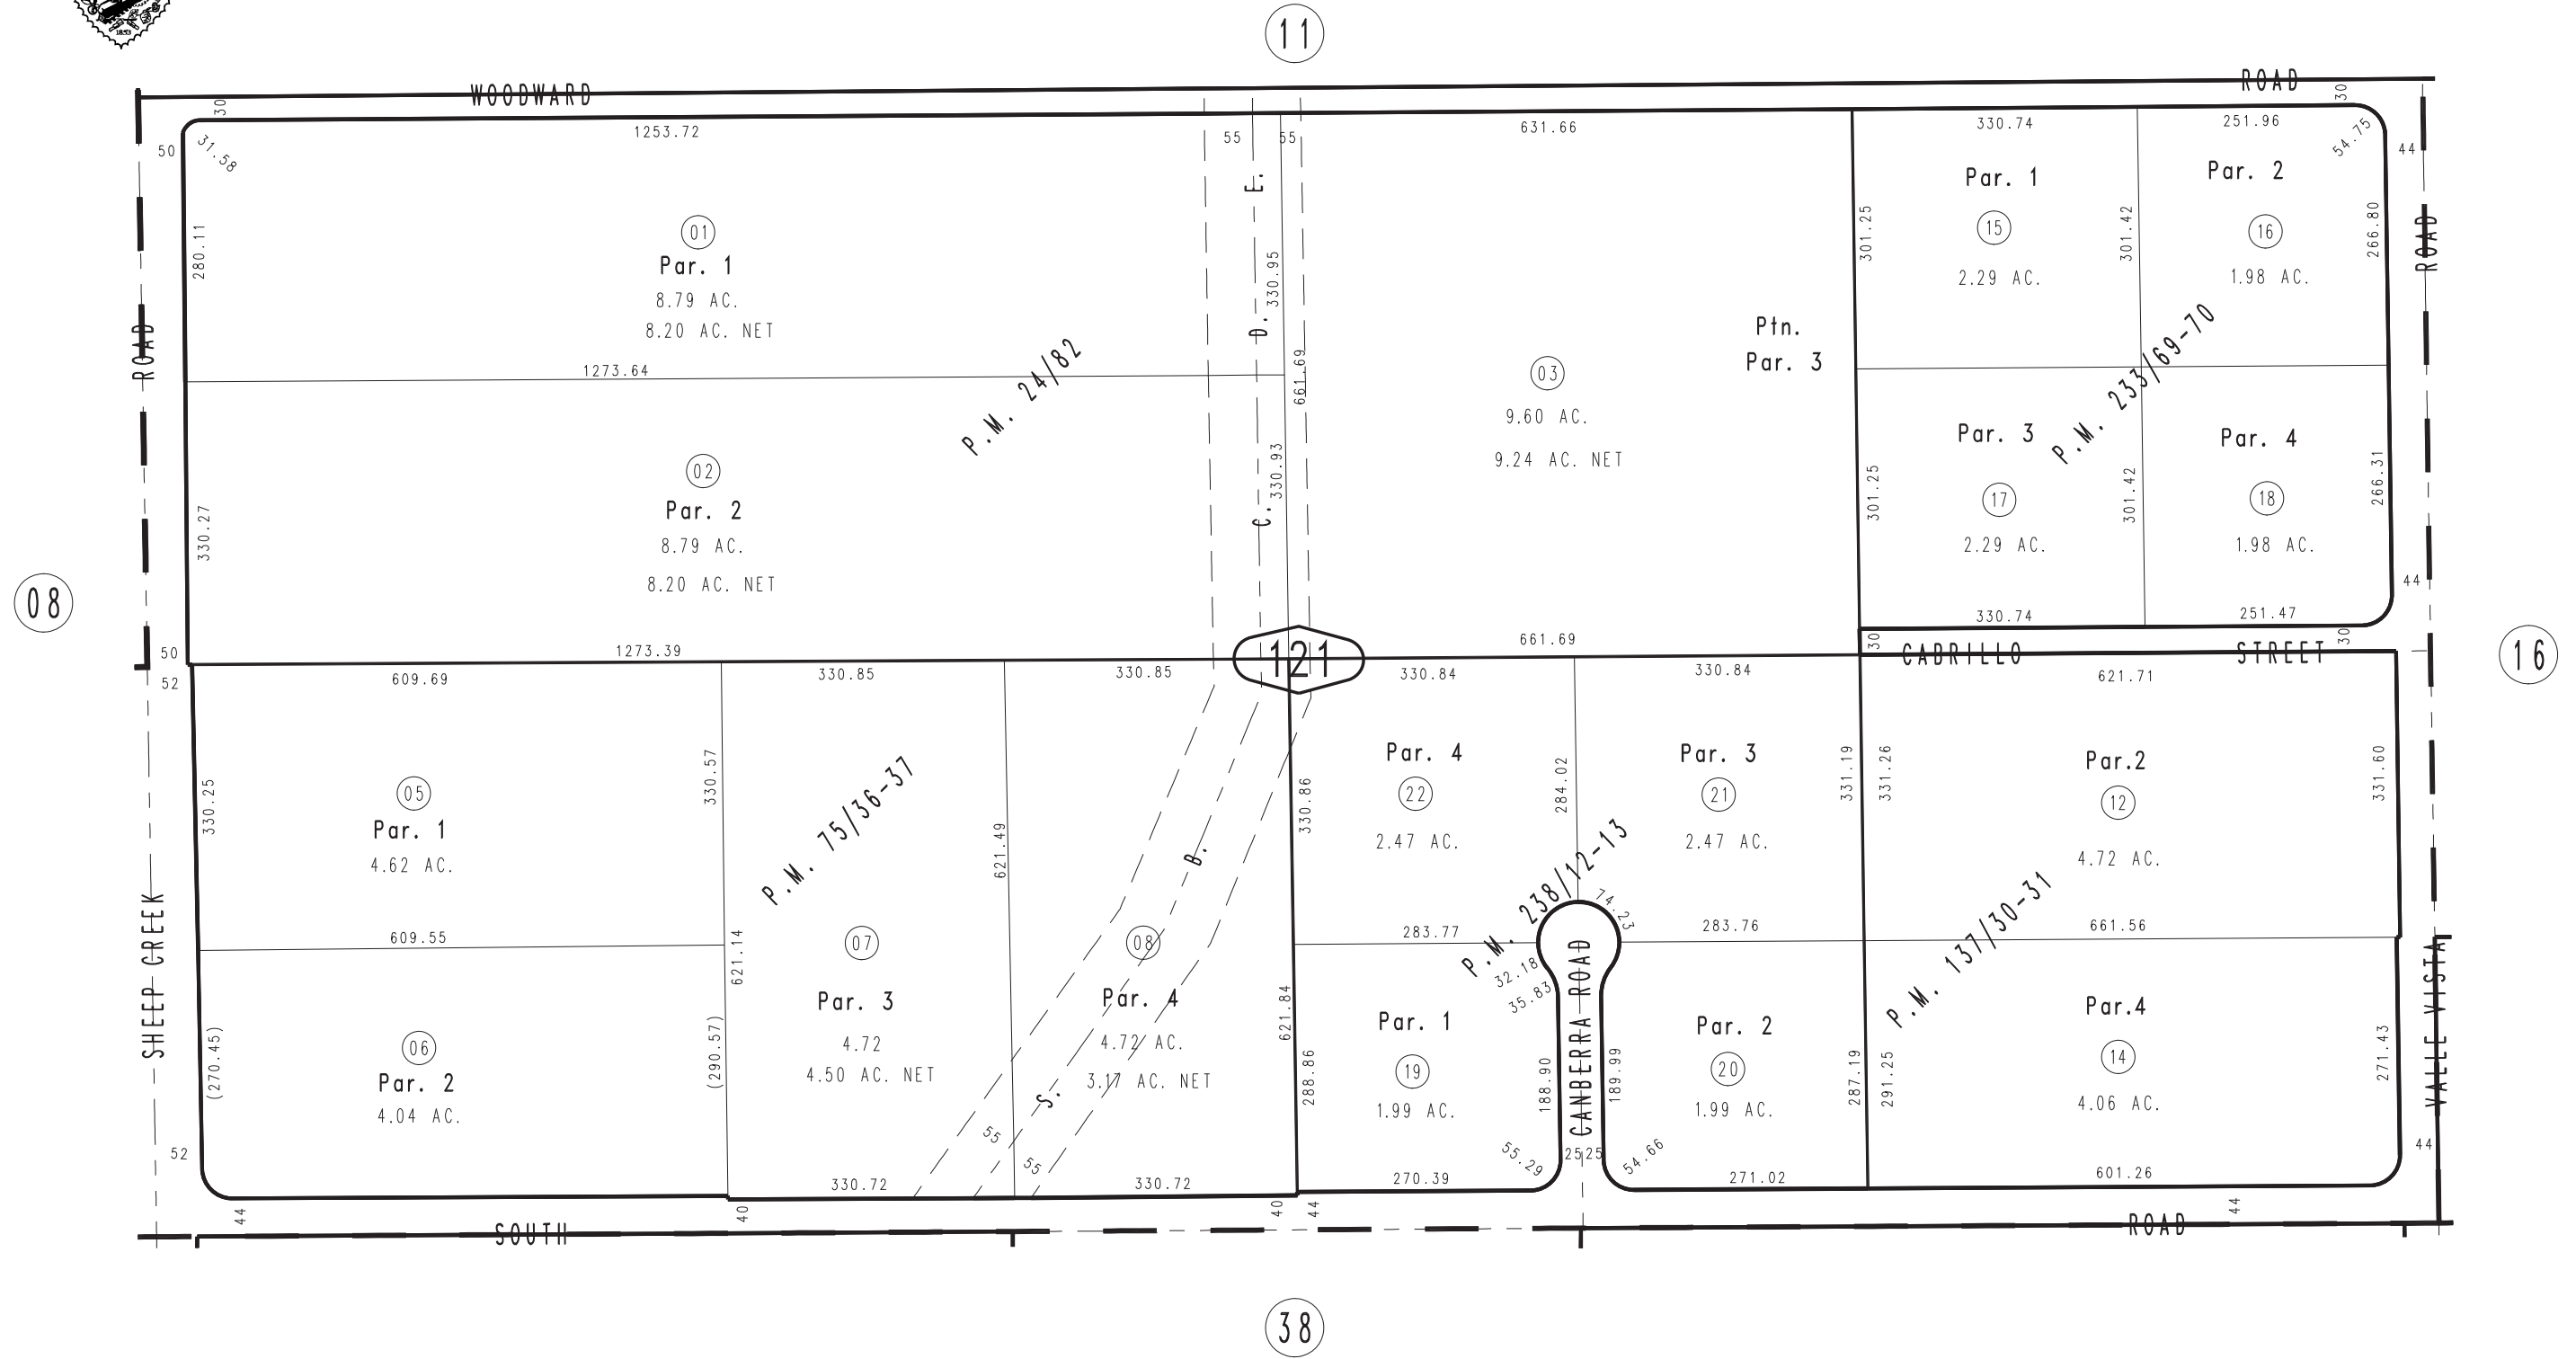 1853
11
WOODWARD
ROAD
30
30
1253.72
55
55
631.66
330.74
251.96
54.75
50
31.58
44
Par. 1
15
2.29 AC.
Par. 2
16
1.98 AC.
280.11
01
Par. 1
8.79 AC.
8.20 AC. NET
E.
D.
C.
330.95
661.69
301.25
301.42
266.80
ROAD
ROAD
Ptn.
Par. 3
03
9.60 AC.
9.24 AC. NET
1273.64
P.M. 24/82
P.M. 233/69-70
02
Par. 2
8.79 AC.
8.20 AC. NET
330.27
330.93
301.25
Par. 3
17
2.29 AC.
301.42
Par. 4
18
1.98 AC.
266.31
44
08
330.74
251.47
50
1273.39
121
661.69
30
CABRILLO
STREET
30
16
52
609.69
330.85
330.85
330.84
330.84
621.71
330.25
05
Par. 1
4.62 AC.
330.57
P.M. 75/36-37
621.49
B.
330.86
Par. 4
22
2.47 AC.
284.02
Par. 3
21
2.47 AC.
331.19
331.26
Par.2
12
4.72 AC.
331.60
SHEEP CREEK
609.55
621.14
07
Par. 3
4.72
4.50 AC. NET
08
Par. 4
4.72 AC.
3.17 AC. NET
S.
621.84
283.77
P.M. 238/12-13
74.23
283.76
32.18
35.83
661.56
P.M. 137/30-31
VALLE VISTA
(270.45)
06
Par. 2
4.04 AC.
(290.57)
288.86
Par. 1
19
1.99 AC.
188.90
CANBERRA ROAD
189.99
Par. 2
20
1.99 AC.
287.19
291.25
Par.4
14
4.06 AC.
271.43
52
55
55
55.29
25
25
54.66
44
330.72
330.72
270.39
271.02
601.26
44
40
40
44
44
SOUTH
ROAD
38